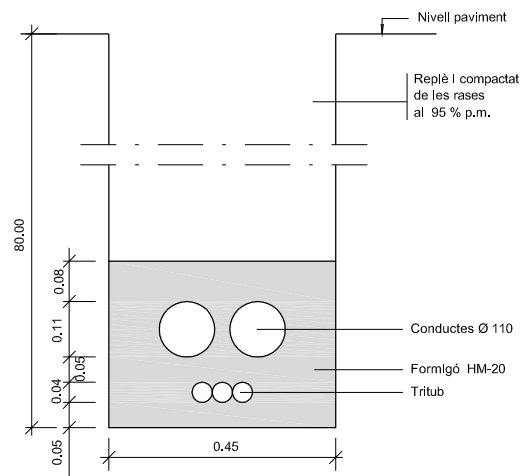 Nivell paviment
Replè I compactat
de les rases
al 95 % p.m.
80.00
0.08
0.11
0.05
0.04
0.05
Conductes Ø 110
FormIgó HM-20
Tritub
0.45